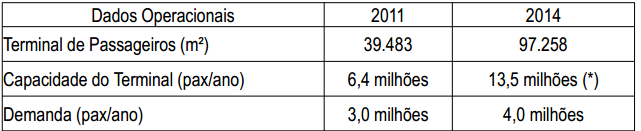 Dados Operacionais 2011 2014
Terminal de Passageiros (m²) 39.483 97.258
Capacidade do Terminal (pax/ano) 6,4 milhões 13,5 milhões (*)
Demanda (pax/ano) 3,0 milhões 4,0 milhões